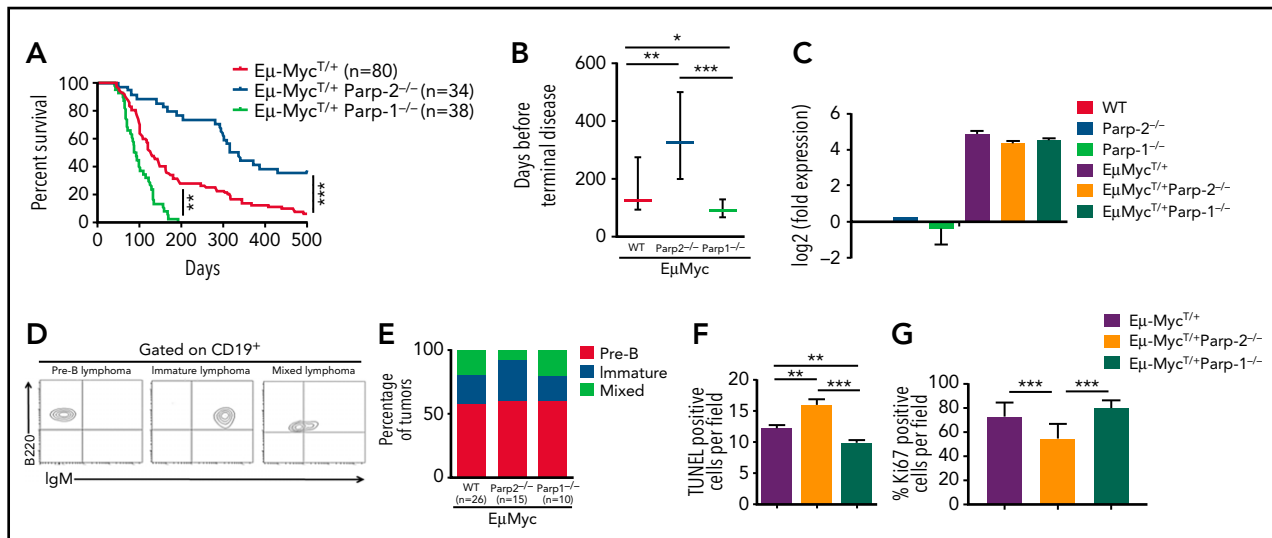 A
Eµ-Mycᵀ/⁺ (n=80)
Eµ-Mycᵀ/⁺ Parp-2⁻/⁻ (n=34)
Eµ-Mycᵀ/⁺ Parp-1⁻/⁻ (n=38)
Percent survival
100
80
60
40
20
0
**
***
0 100 200 300 400 500
Days
B
*
** ***
Days before
terminal disease
600
400
200
0
WT Parp2⁻/⁻ Parp1⁻/⁻
EµMyc
C
log2 (fold expression)
6
4
2
0
–2
WT
Parp-2⁻/⁻
Parp-1⁻/⁻
EµMycᵀ/⁺
EµMycᵀ/⁺Parp-2⁻/⁻
EµMycᵀ/⁺Parp-1⁻/⁻
D
Gated on CD19⁺
Pre-B lymphoma Immature lymphoma Mixed lymphoma
B220
IgM
E
Percentage
of tumors
100
50
0
Pre-B
Immature
Mixed
WT Parp2⁻/⁻ Parp1⁻/⁻
(n=26) (n=15) (n=10)
EµMyc
F
TUNEL positive
cells per field
20
15
10
5
0
**
** ***
G
Eµ-Mycᵀ/⁺
Eµ-Mycᵀ/⁺Parp-2⁻/⁻
Eµ-Mycᵀ/⁺Parp-1⁻/⁻
% Ki67 positive
cells per field
100
80
60
40
20
0
*** ***